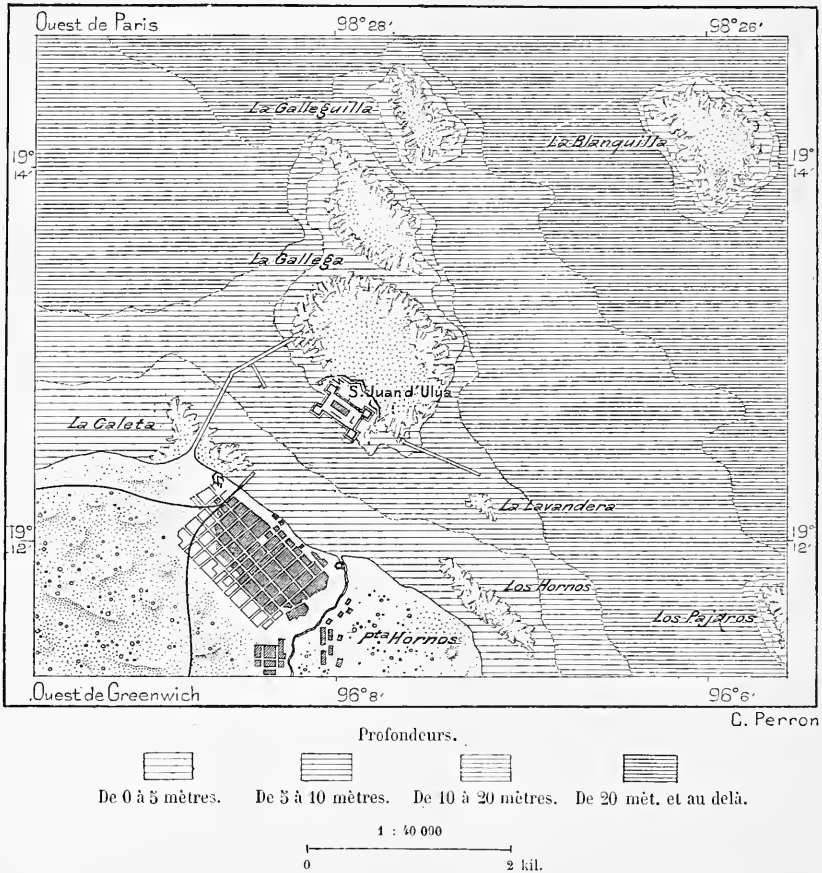 Ouest de Paris 98°28' 98°26'
La Galleguilla
La Blanquilla
19° 19°
14' 14'
La Gallega
S. Juan d'Ulua
La Caleta
La Lavandera
19° 19°
12' 12'
Los Hornos
Los Pajaros
Pta Hornos
Ouest de Greenwich 96°8' 96°6'
C. Perron
Profondeurs.
De 0 à 5 mètres. De 5 à 10 mètres. De 10 à 20 mètres. De 20 mèt. et au delà.
1 : 40 000
0 2 kil.